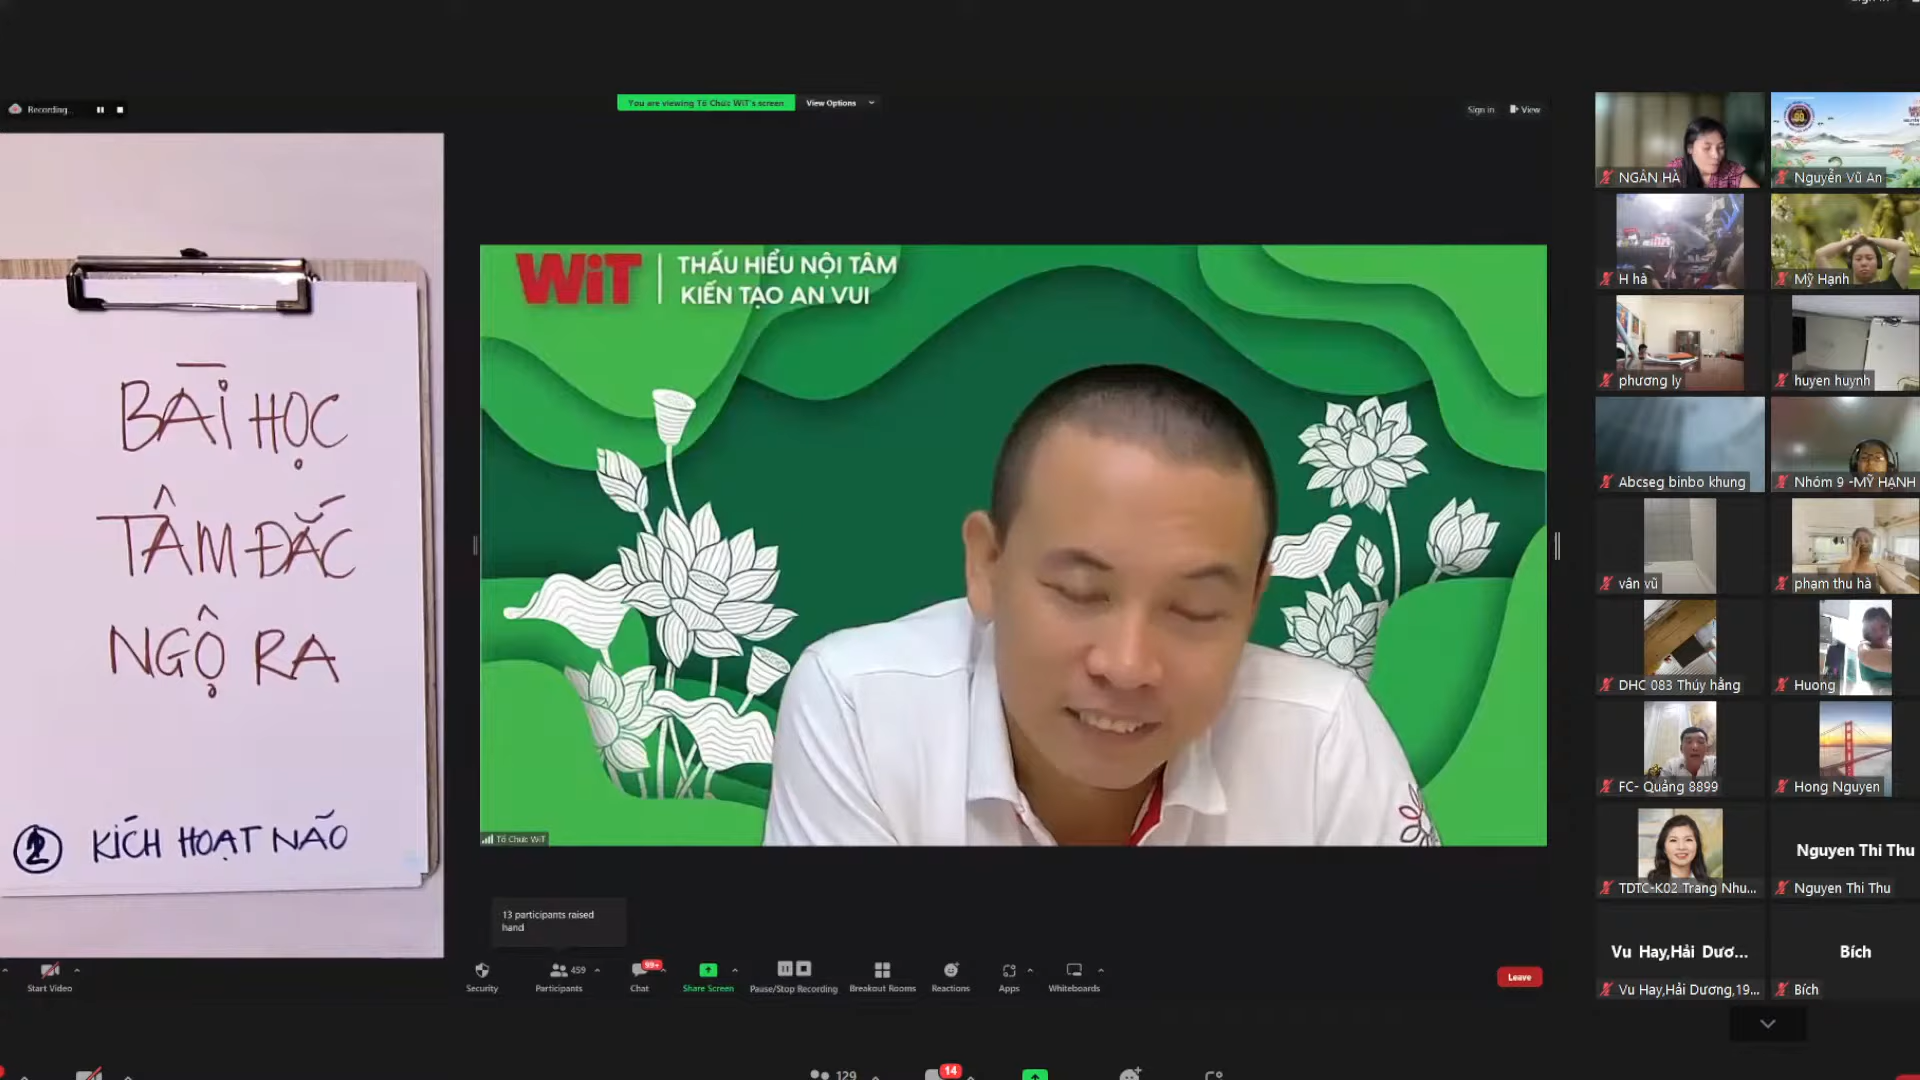 Recording...
You are viewing Tổ Chức WiT's screen
View Options
Sign in
View
BÀI HỌC
TÂM ĐẮC
NGỘ RA
2 KÍCH HOẠT NÃO
WiT
THẤU HIỂU NỘI TÂM
KIẾN TẠO AN VUI
Tổ Chức WiT
13 participants raised
hand
Start Video
Security
459
Participants
99+
Chat
Share Screen
Pause/Stop Recording
Breakout Rooms
Reactions
Apps
Whiteboards
Leave
NGÂN HÀ
Nguyễn Vũ An
H hà
Mỹ Hạnh
phương ly
huyen huynh
Abcseg binbo khung
Nhóm 9 -MỸ HẠNH
vân vũ
phạm thu hà
DHC 083 Thúy hằng
Huong
FC- Quảng 8899
Hong Nguyen
TDTC-K02 Trang Nhu...
Nguyen Thi Thu
Nguyen Thi Thu
Vu Hay,Hải Dươ...
Bích
Vu Hay,Hải Dương,19...
Bích
129
14